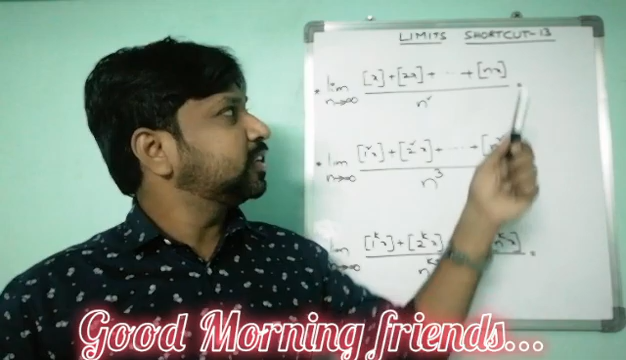 LIMITS SHORTCUT-13
* lim n→∞ [x]+[2x]+ ···· +[nx] / n² =
* lim n→∞ [1²x]+[2²x]+ ···· +[n²x] / n³
lim n→∞ [1ᵏx]+[2ᵏx] [nᵏx] / nᵏ =
Good Morning friends...